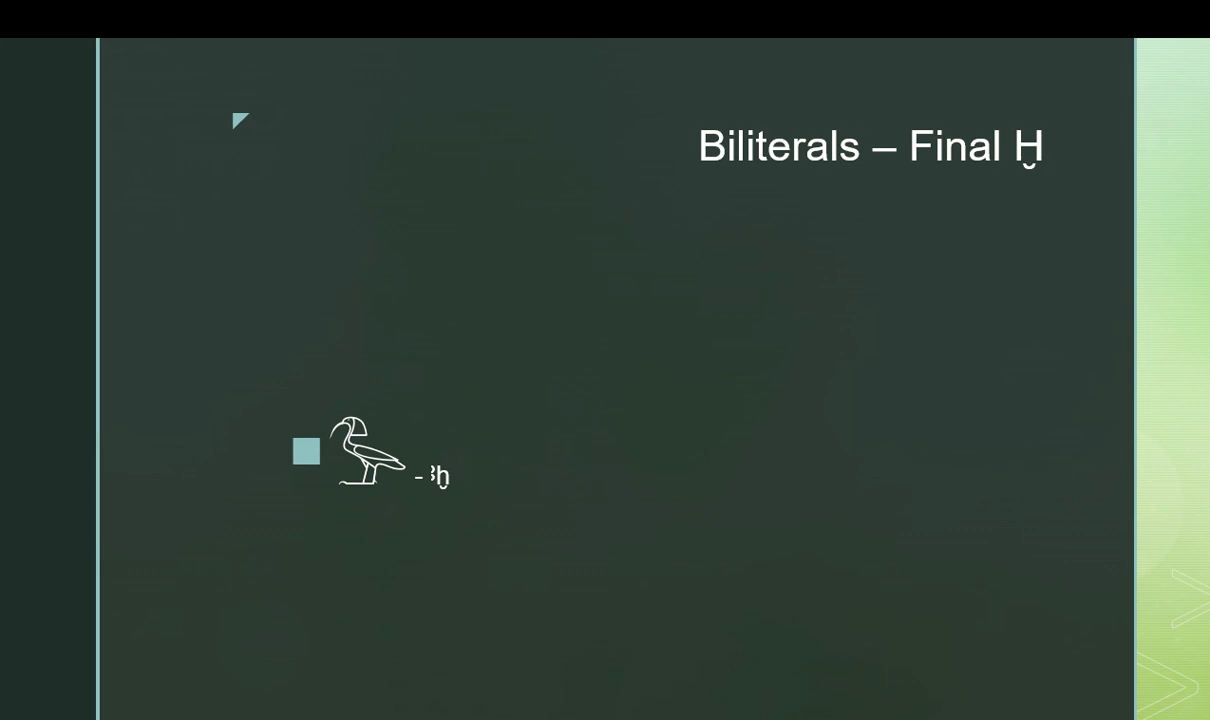 Biliterals – Final Ḫ
𓅜 - ꜣḫ